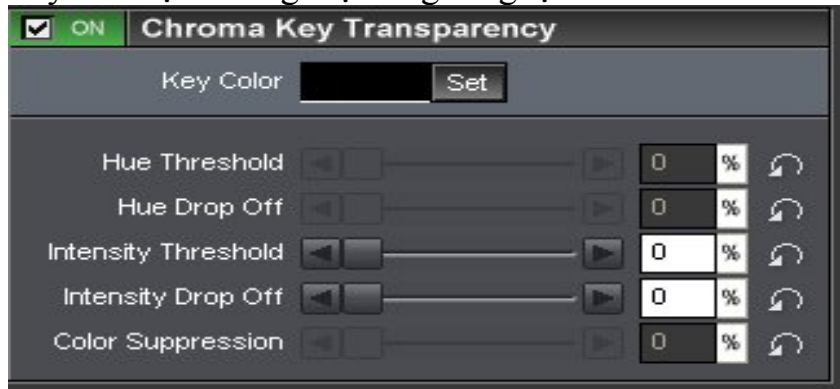 ON Chroma Key Transparency
Key Color Set
Hue Threshold 0 %
Hue Drop Off 0 %
Intensity Threshold 0 %
Intensity Drop Off 0 %
Color Suppression 0 %